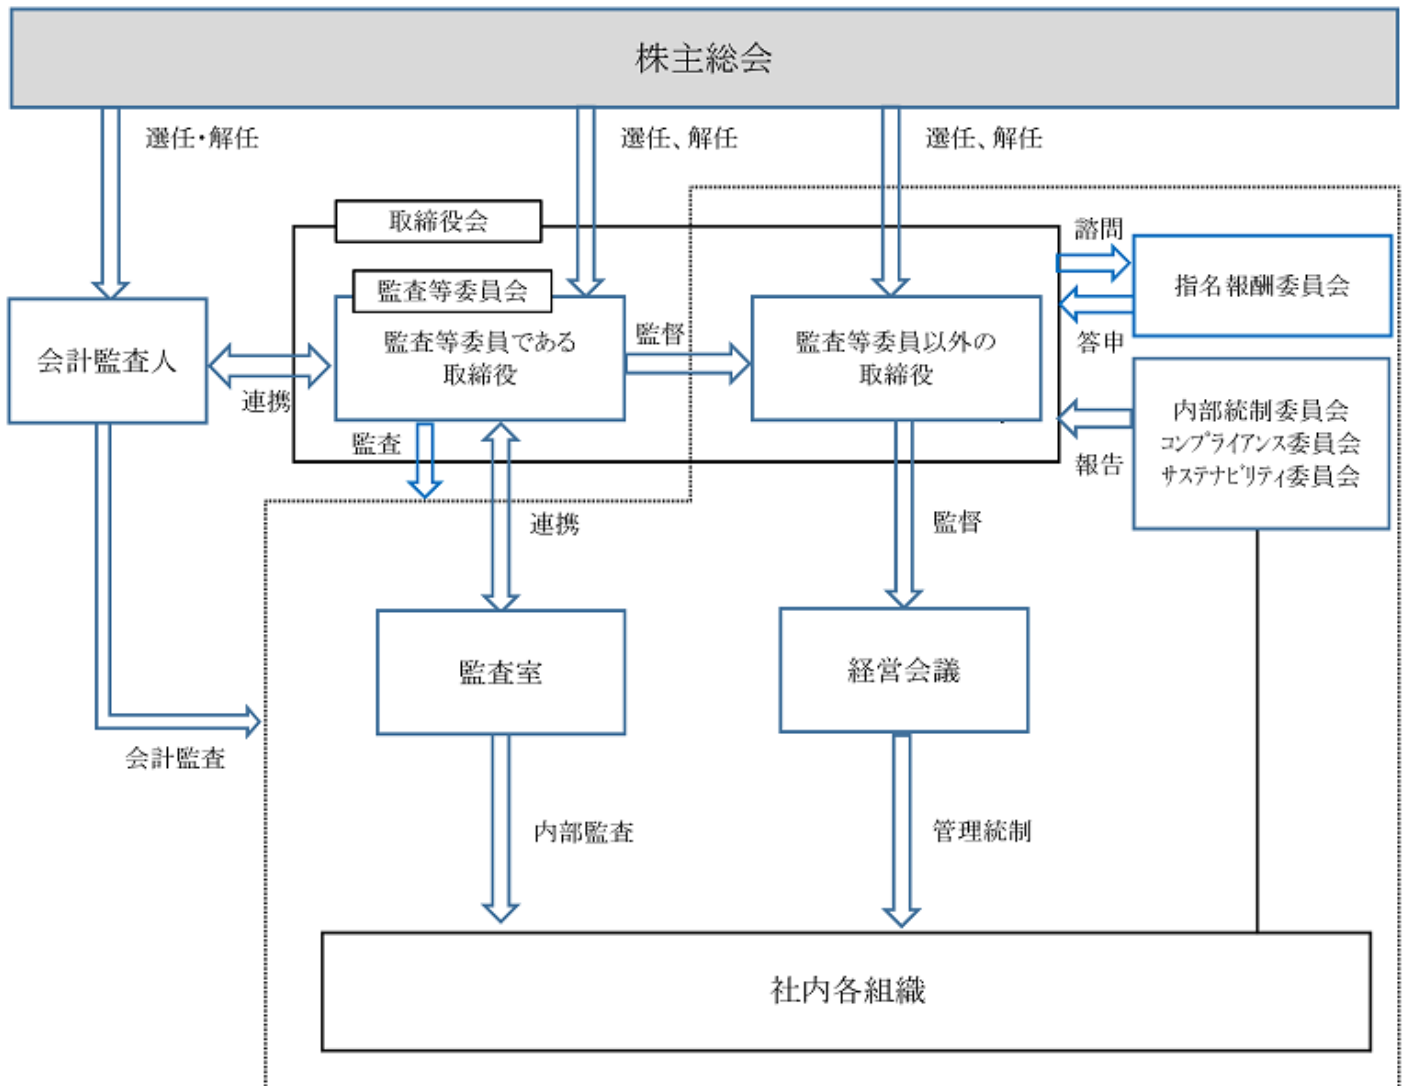 株主総会
選任・解任
選任、解任
選任、解任
取締役会
諮問
監査等委員会
指名報酬委員会
監査等委員である
取締役
監督
監査等委員以外の
取締役
答申
会計監査人
連携
内部統制委員会
コンプライアンス委員会
サステナビリティ委員会
監査
報告
連携
監督
監査室
経営会議
会計監査
内部監査
管理統制
社内各組織